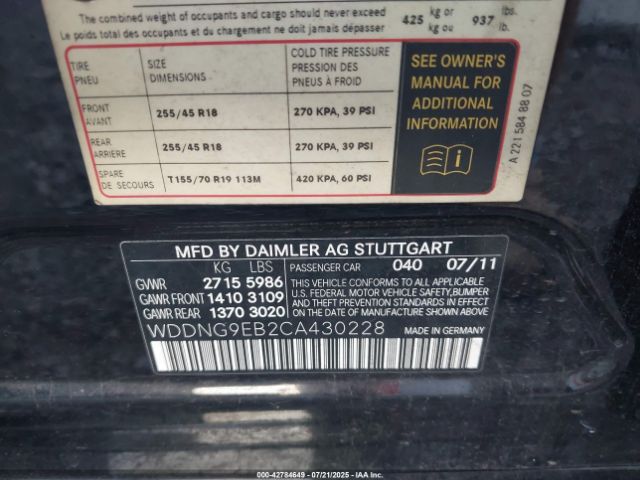 The combined weight of occupants and cargo should never exceed 425 kg or 937 lbs.
Le poids total des occupants et du chargement ne doit jamais dépasser kg ou lb.
TIRE SIZE COLD TIRE PRESSURE
PNEU DIMENSIONS PRESSION DES
PNEUS À FROID
FRONT 255/45 R18 270 KPA, 39 PSI
AVANT
REAR 255/45 R18 270 KPA, 39 PSI
ARRIERE
SPARE T155/70 R19 113M 420 KPA, 60 PSI
DE SECOURS
SEE OWNER'S
MANUAL FOR
ADDITIONAL
INFORMATION
i
A 221 584 88 07
MFD BY DAIMLER AG STUTTGART
KG LBS PASSENGER CAR 040 07/11
GVWR 2715 5986
GAWR FRONT 1410 3109
GAWR REAR 1370 3020
THIS VEHICLE CONFORMS TO ALL APPLICABLE
U.S. FEDERAL MOTOR VEHICLE SAFETY, BUMPER
AND THEFT PREVENTION STANDARDS IN EFFECT
ON THE DATE OF MANUFACTURE SHOWN ABOVE.
WDDNG9EB2CA430228 MADE IN GERMANY
000-42784649 - 07/21/2025 - IAA Inc.